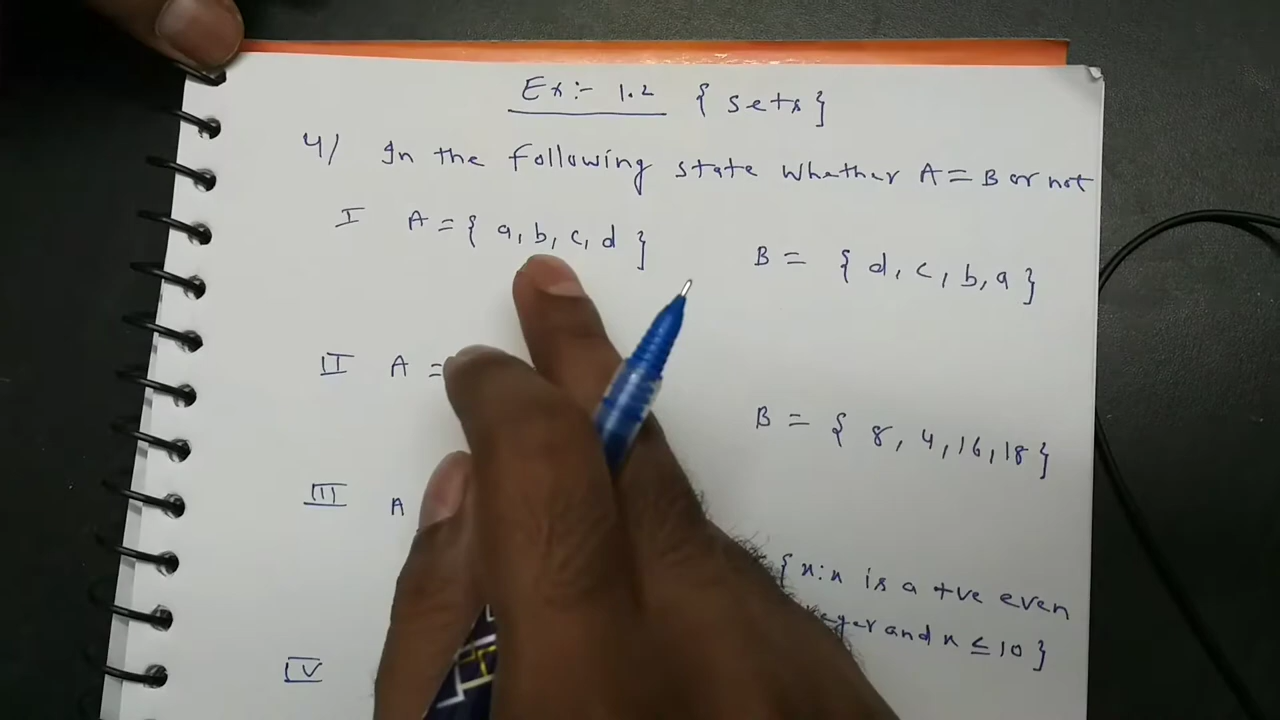 Ex:- 1.2 { sets }
4/ In the following state whether A = B or not
I A = { a, b, c, d } B = { d, c, b, a }
II A = B = { 8, 4, 16, 18 }
III A { x : x is a +ve even
and x ≤ 10 }
IV